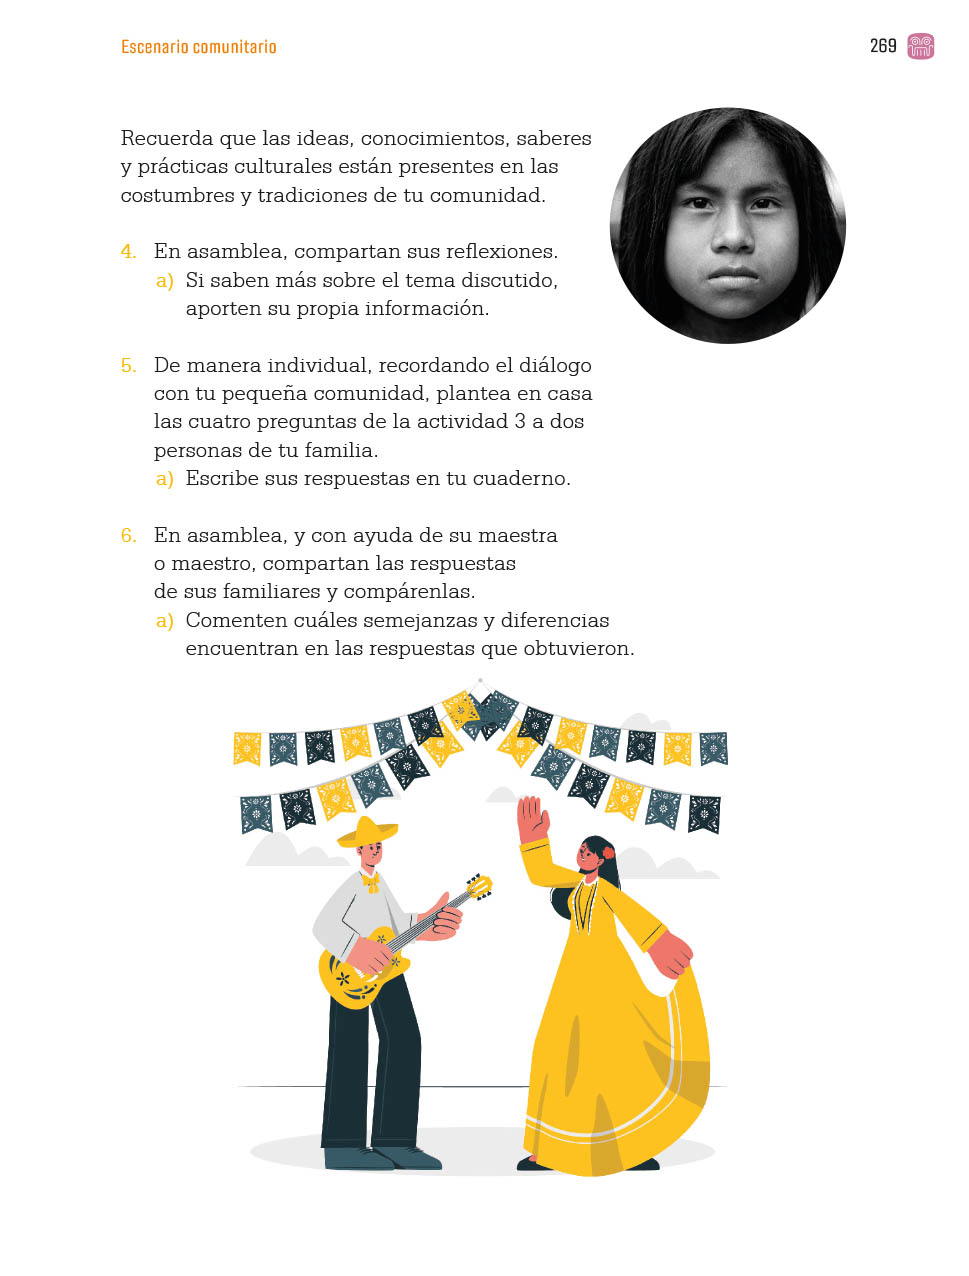 Escenario comunitario
269
Recuerda que las ideas, conocimientos, saberes
y prácticas culturales están presentes en las
costumbres y tradiciones de tu comunidad.
4. En asamblea, compartan sus reflexiones.
a) Si saben más sobre el tema discutido,
aporten su propia información.
5. De manera individual, recordando el diálogo
con tu pequeña comunidad, plantea en casa
las cuatro preguntas de la actividad 3 a dos
personas de tu familia.
a) Escribe sus respuestas en tu cuaderno.
6. En asamblea, y con ayuda de su maestra
o maestro, compartan las respuestas
de sus familiares y compárenlas.
a) Comenten cuáles semejanzas y diferencias
encuentran en las respuestas que obtuvieron.